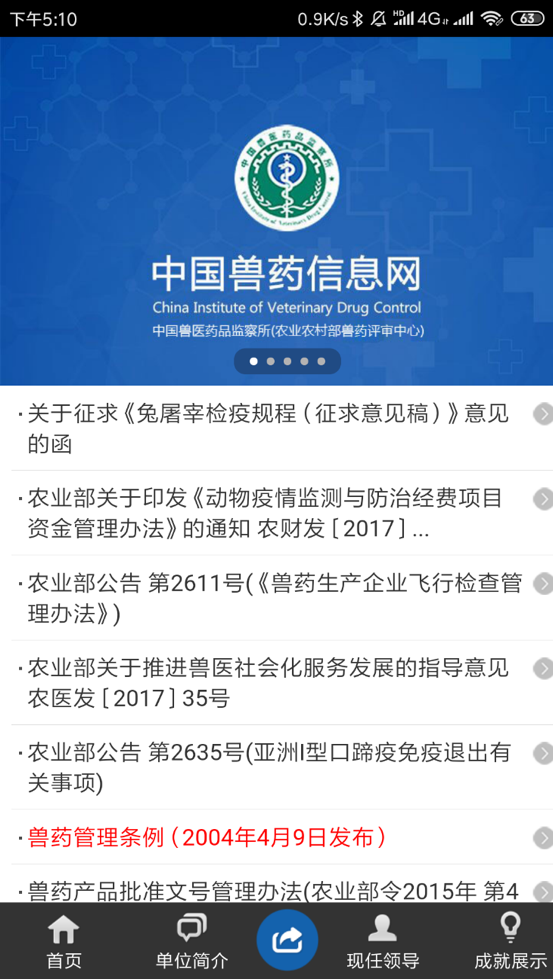 下午5:10
0.9K/s
HD
4G
63
中国兽医药品监察所
China Institute of Veterinary Drug Control
中国兽药信息网
China Institute of Veterinary Drug Control
中国兽医药品监察所(农业农村部兽药评审中心)
·关于征求《兔屠宰检疫规程（征求意见稿）》意见
的函
·农业部关于印发《动物疫情监测与防治经费项目
资金管理办法》的通知 农财发〔2017〕...
·农业部公告 第2611号(《兽药生产企业飞行检查管
理办法》)
·农业部关于推进兽医社会化服务发展的指导意见
农医发〔2017〕35号
·农业部公告 第2635号(亚洲I型口蹄疫免疫退出有
关事项)
·兽药管理条例（2004年4月9日发布）
·兽药产品批准文号管理办法(农业部令2015年 第4
首页
单位简介
现任领导
成就展示